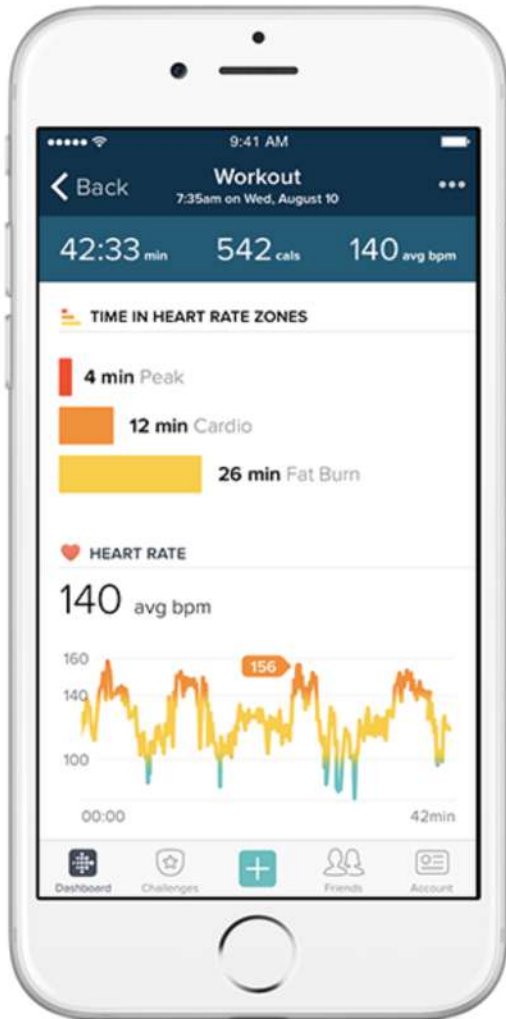 9:41 AM
Back
Workout
7:35am on Wed, August 10
42:33 min 542 cals 140 avg bpm
TIME IN HEART RATE ZONES
4 min Peak
12 min Cardio
26 min Fat Burn
HEART RATE
140 avg bpm
160
156
140
100
00:00 42min
Dashboard Challenges Friends Account